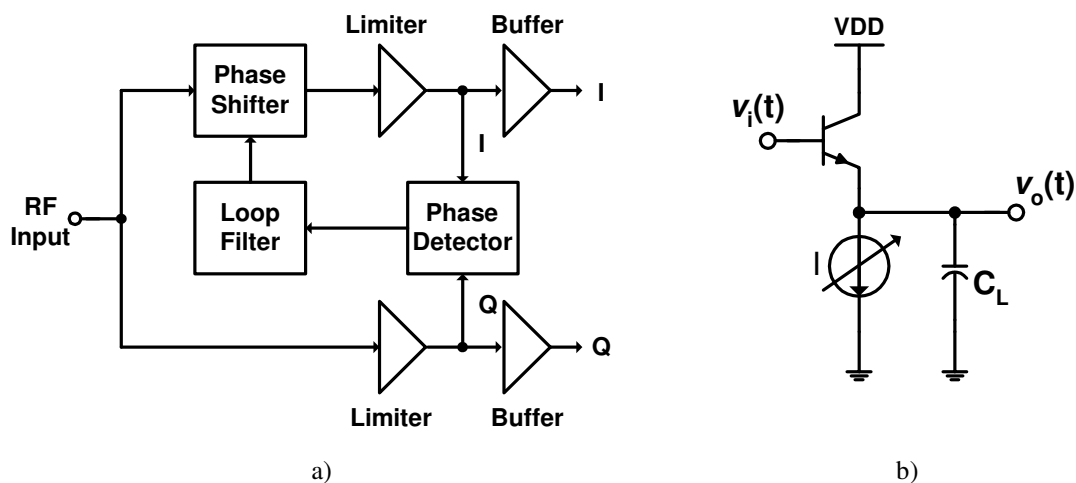 Limiter
Buffer
Phase
Shifter
I
I
RF
Input
Loop
Filter
Phase
Detector
Q
Q
Limiter
Buffer
a)
VDD
vi(t)
vo(t)
I
CL
b)